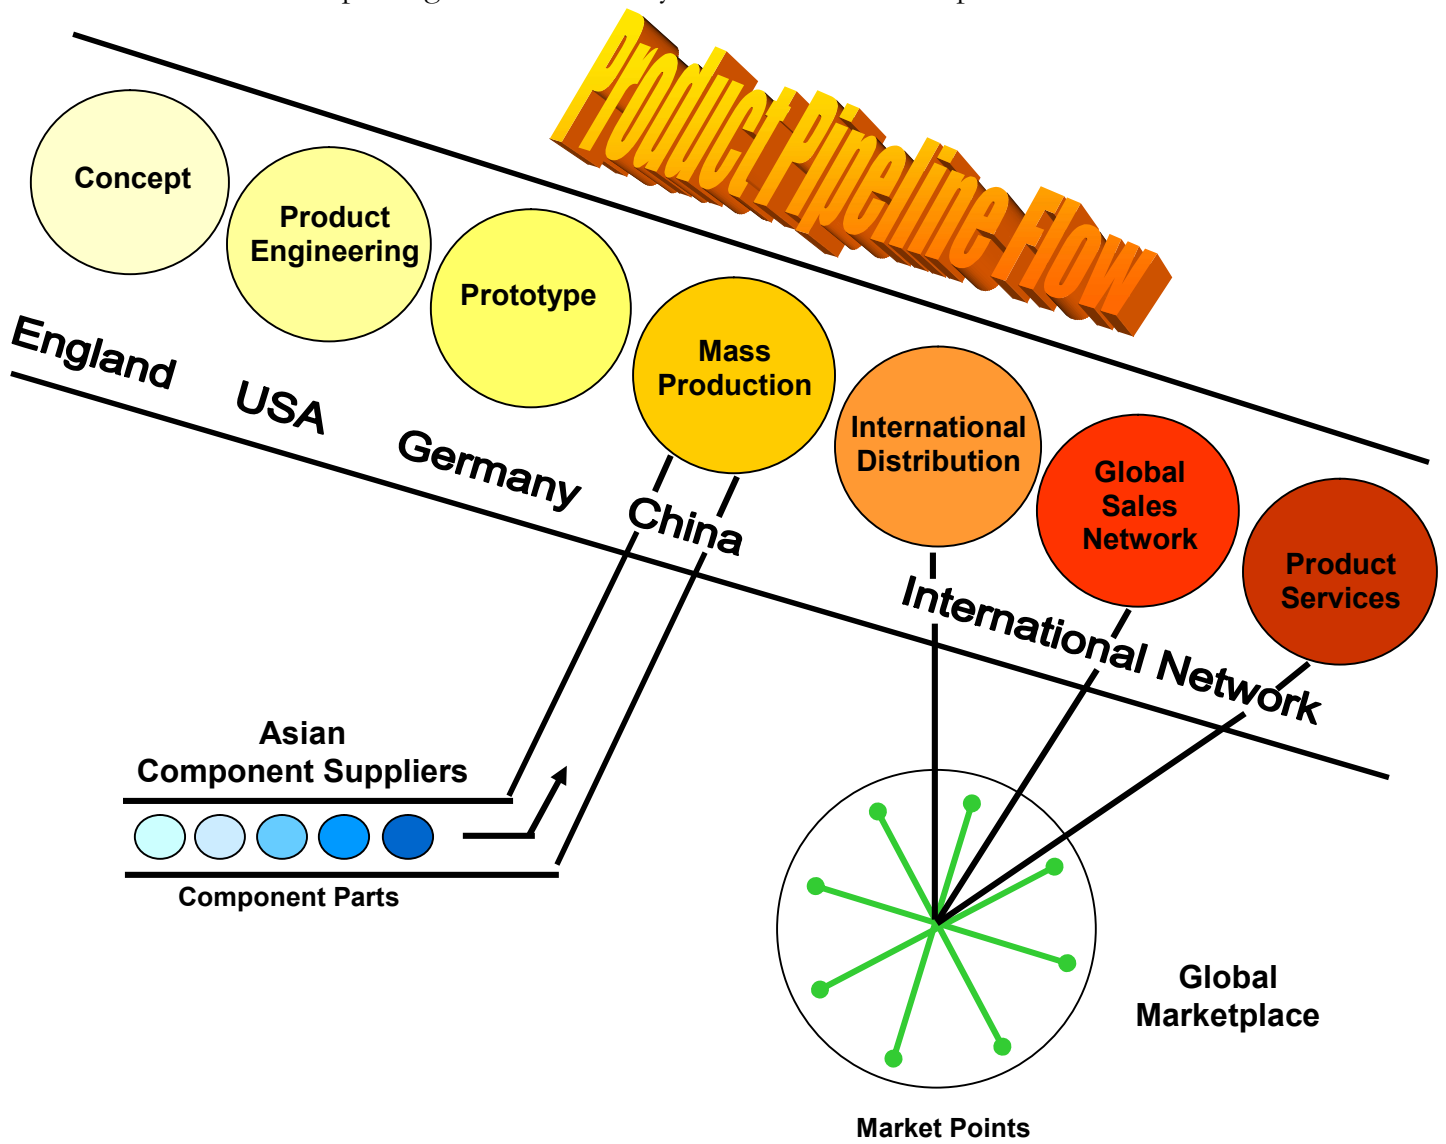 Product Pipeline Flow
Concept
Product
Engineering
Prototype
Mass
Production
International
Distribution
Global
Sales
Network
Product
Services
England
USA
Germany
China
International Network
Asian
Component Suppliers
Component Parts
Global
Marketplace
Market Points